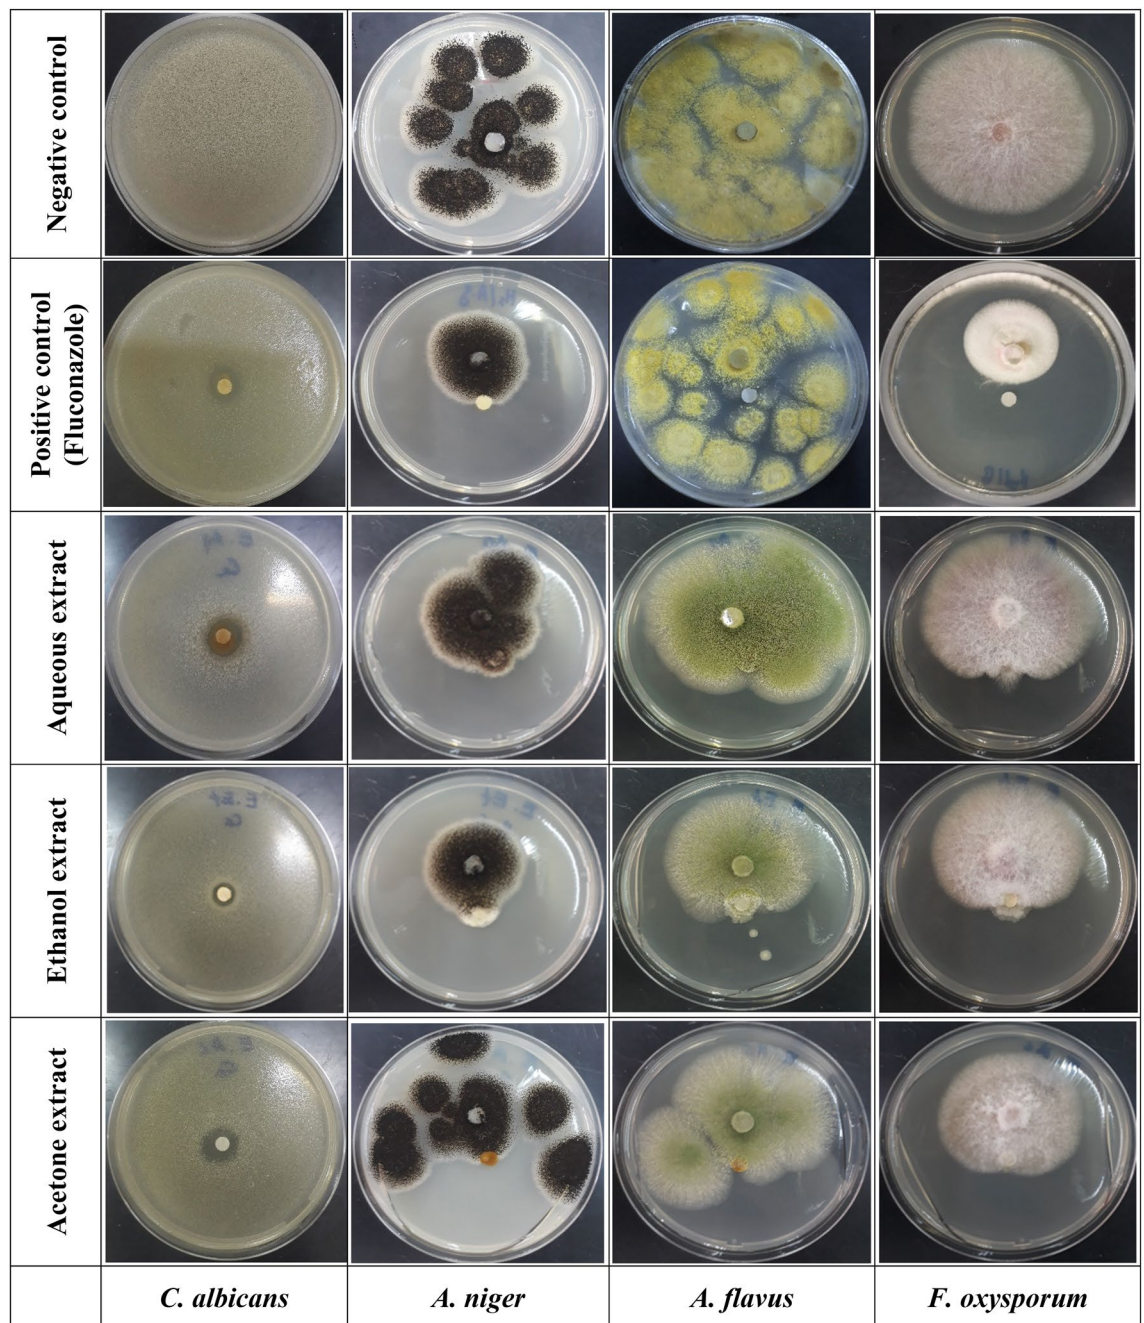 Negative control
Positive control
(Fluconazole)
Aqueous extract
Ethanol extract
Acetone extract
C. albicans
A. niger
A. flavus
F. oxysporum